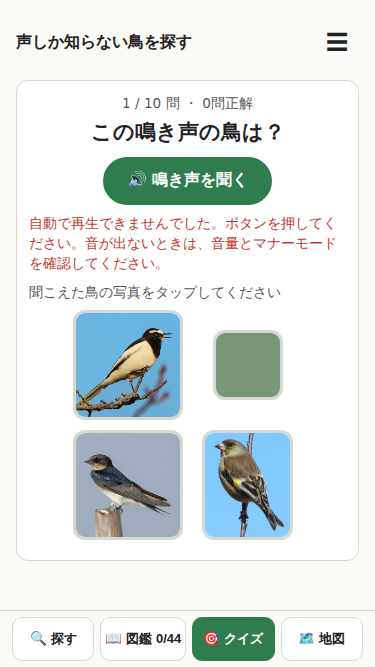 声しか知らない鳥を探す
1 / 10 問 ・ 0問正解
この鳴き声の鳥は？
🔊 鳴き声を聞く
自動で再生できませんでした。ボタンを押してく
ださい。音が出ないときは、音量とマナーモード
を確認してください。
聞こえた鳥の写真をタップしてください
🔍 探す
📖 図鑑 0/44
🎯 クイズ
🗺️ 地図